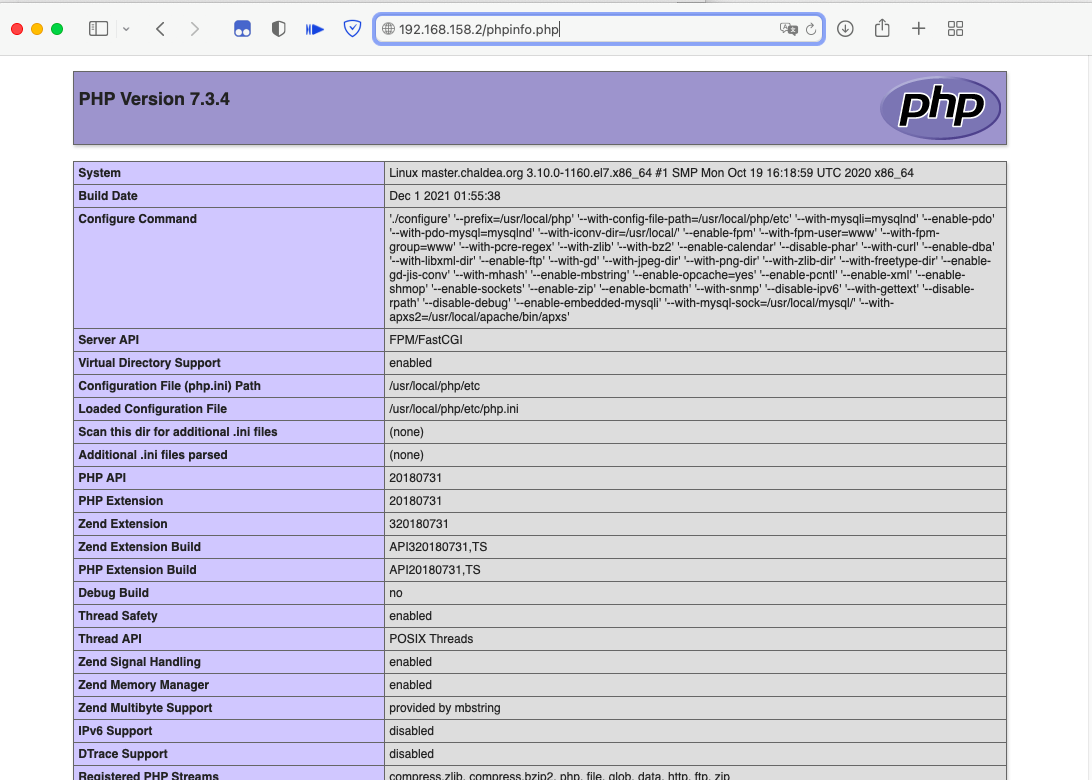 192.168.158.2/phpinfo.php
PHP Version 7.3.4
php
System Linux master.chaldea.org 3.10.0-1160.el7.x86_64 #1 SMP Mon Oct 19 16:18:59 UTC 2020 x86_64
Build Date Dec 1 2021 01:55:38
Configure Command './configure' '--prefix=/usr/local/php' '--with-config-file-path=/usr/local/php/etc' '--with-mysqli=mysqlnd' '--enable-pdo'
'--with-pdo-mysql=mysqlnd' '--with-iconv-dir=/usr/local/' '--enable-fpm' '--with-fpm-user=www' '--with-fpm-
group=www' '--with-pcre-regex' '--with-zlib' '--with-bz2' '--enable-calendar' '--disable-phar' '--with-curl' '--enable-dba'
'--with-libxml-dir' '--enable-ftp' '--with-gd' '--with-jpeg-dir' '--with-png-dir' '--with-zlib-dir' '--with-freetype-dir' '--enable-
gd-jis-conv' '--with-mhash' '--enable-mbstring' '--enable-opcache=yes' '--enable-pcntl' '--enable-xml' '--enable-
shmop' '--enable-sockets' '--enable-zip' '--enable-bcmath' '--with-snmp' '--disable-ipv6' '--with-gettext' '--disable-
rpath' '--disable-debug' '--enable-embedded-mysqli' '--with-mysql-sock=/usr/local/mysql/' '--with-
apxs2=/usr/local/apache/bin/apxs'
Server API FPM/FastCGI
Virtual Directory Support enabled
Configuration File (php.ini) Path /usr/local/php/etc
Loaded Configuration File /usr/local/php/etc/php.ini
Scan this dir for additional .ini files (none)
Additional .ini files parsed (none)
PHP API 20180731
PHP Extension 20180731
Zend Extension 320180731
Zend Extension Build API320180731,TS
PHP Extension Build API20180731,TS
Debug Build no
Thread Safety enabled
Thread API POSIX Threads
Zend Signal Handling enabled
Zend Memory Manager enabled
Zend Multibyte Support provided by mbstring
IPv6 Support disabled
DTrace Support disabled
Registered PHP Streams compress.zlib, compress.bzip2, php, file, glob, data, http, ftp, zip